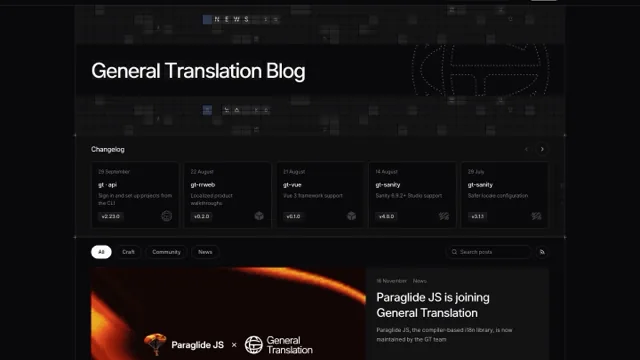 NEWS
General Translation Blog
Changelog
25 September
gt · api
Sign in and set up projects from the CLI
v2.23.0
22 August
gt-rrweb
Localized product walkthroughs
v0.2.0
21 August
gt-vue
Vue 3 framework support
v0.1.0
14 August
gt-sanity
Sanity 6.9.2+ Studio support
v4.0.0
29 July
gt-sanity
Safer locale configuration
v3.1.1
All
Craft
Community
News
Search posts
Paraglide JS
×
General
Translation
16 November
News
Paraglide JS is joining
General Translation
Paraglide JS, the compiler-based i18n library, is now
maintained by the GT team